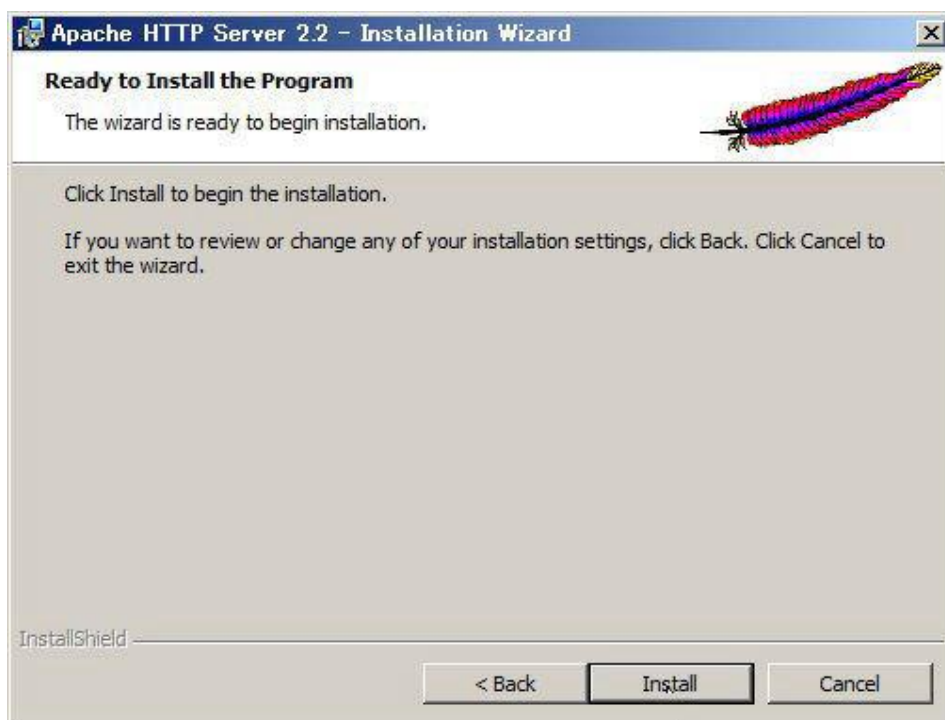 Apache HTTP Server 2.2 - Installation Wizard
Ready to Install the Program
The wizard is ready to begin installation.
Click Install to begin the installation.
If you want to review or change any of your installation settings, click Back. Click Cancel to
exit the wizard.
InstallShield
< Back
Install
Cancel